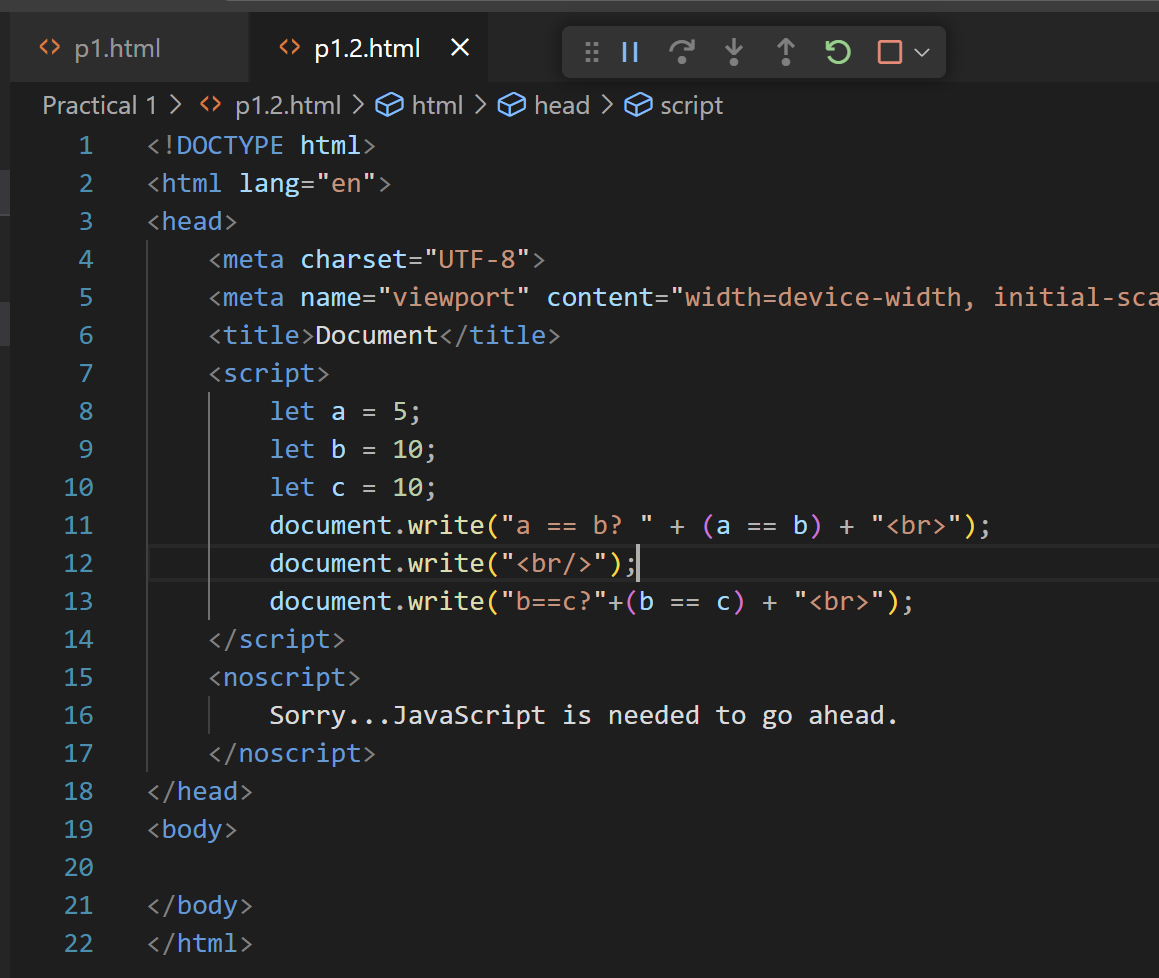 p1.html p1.2.html
Practical 1 > p1.2.html > html > head > script
1 <!DOCTYPE html>
2 <html lang="en">
3 <head>
4 <meta charset="UTF-8">
5 <meta name="viewport" content="width=device-width, initial-sca
6 <title>Document</title>
7 <script>
8 let a = 5;
9 let b = 10;
10 let c = 10;
11 document.write("a == b? " + (a == b) + "<br>");
12 document.write("<br/>");
13 document.write("b==c?"+(b == c) + "<br>");
14 </script>
15 <noscript>
16 Sorry...JavaScript is needed to go ahead.
17 </noscript>
18 </head>
19 <body>
20
21 </body>
22 </html>